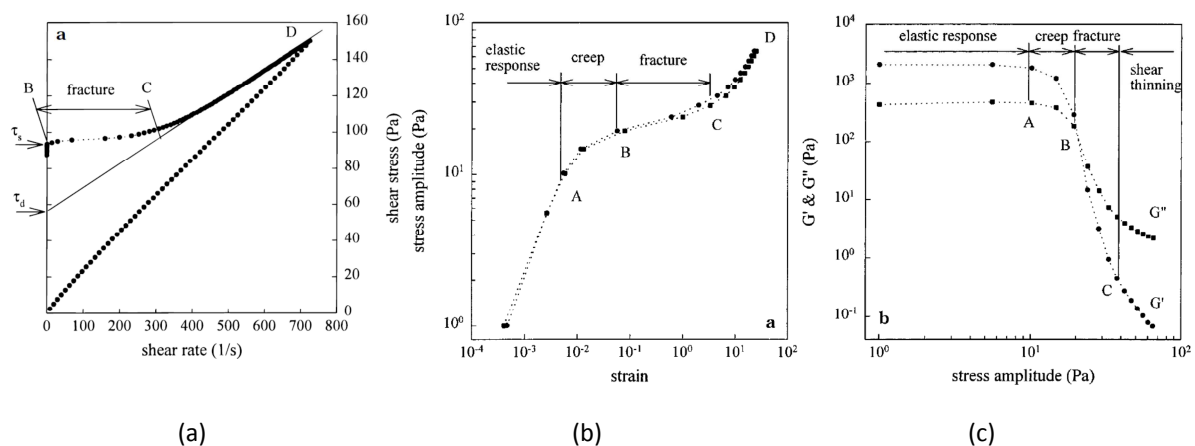 a
B
fracture
C
D
τs
τd
160
140
120
100
80
60
40
20
0
shear stress (Pa)
0 100 200 300 400 500 600 700 800
shear rate (1/s)
(a)
10²
10¹
10⁰
stress amplitude (Pa)
elastic
response
creep
fracture
A
B
C
D
a
10⁻⁴ 10⁻³ 10⁻² 10⁻¹ 10⁰ 10¹ 10²
strain
(b)
10⁴
10³
10²
10¹
10⁰
10⁻¹
G' & G" (Pa)
elastic response
creep fracture
shear
thinning
A
B
C
G"
G'
b
10⁰ 10¹ 10²
stress amplitude (Pa)
(c)